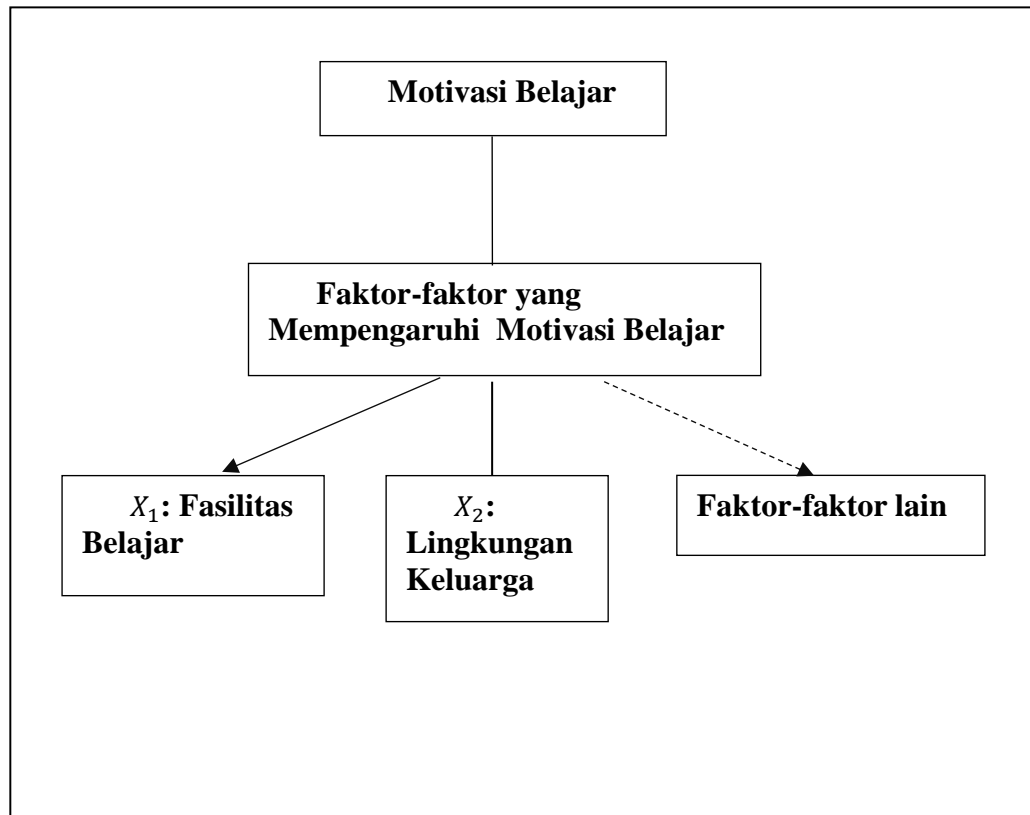 Motivasi Belajar
Faktor-faktor yang
Mempengaruhi Motivasi Belajar
X₁: Fasilitas
Belajar
X₂:
Lingkungan
Keluarga
Faktor-faktor lain